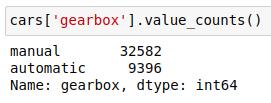 cars['gearbox'].value_counts()
manual       32582
automatic     9396
Name: gearbox, dtype: int64